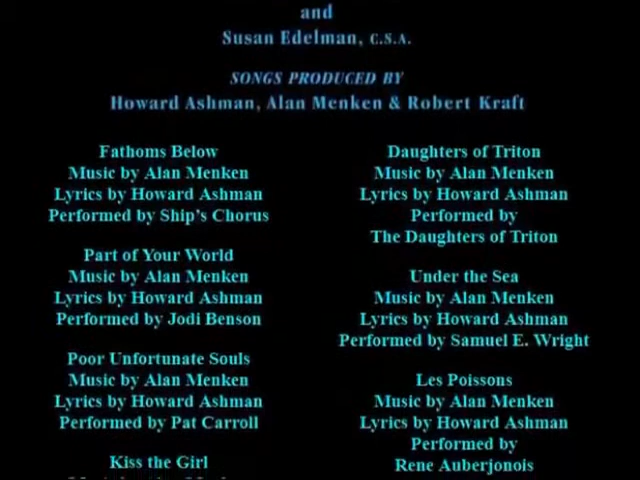 and
Susan Edelman, C.S.A.
SONGS PRODUCED BY
Howard Ashman, Alan Menken & Robert Kraft
Fathoms Below
Music by Alan Menken
Lyrics by Howard Ashman
Performed by Ship's Chorus
Part of Your World
Music by Alan Menken
Lyrics by Howard Ashman
Performed by Jodi Benson
Poor Unfortunate Souls
Music by Alan Menken
Lyrics by Howard Ashman
Performed by Pat Carroll
Kiss the Girl
Daughters of Triton
Music by Alan Menken
Lyrics by Howard Ashman
Performed by
The Daughters of Triton
Under the Sea
Music by Alan Menken
Lyrics by Howard Ashman
Performed by Samuel E. Wright
Les Poissons
Music by Alan Menken
Lyrics by Howard Ashman
Performed by
Rene Auberjonois